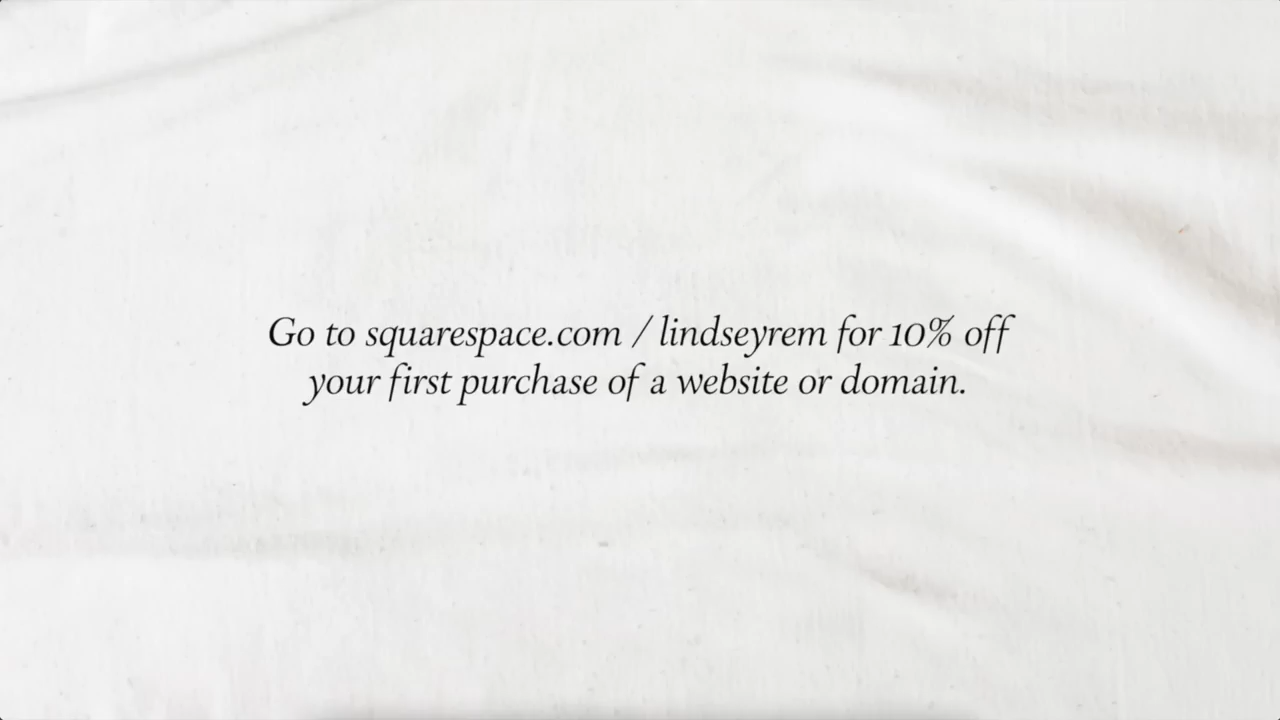 Go to squarespace.com / lindseyrem for 10% off
your first purchase of a website or domain.